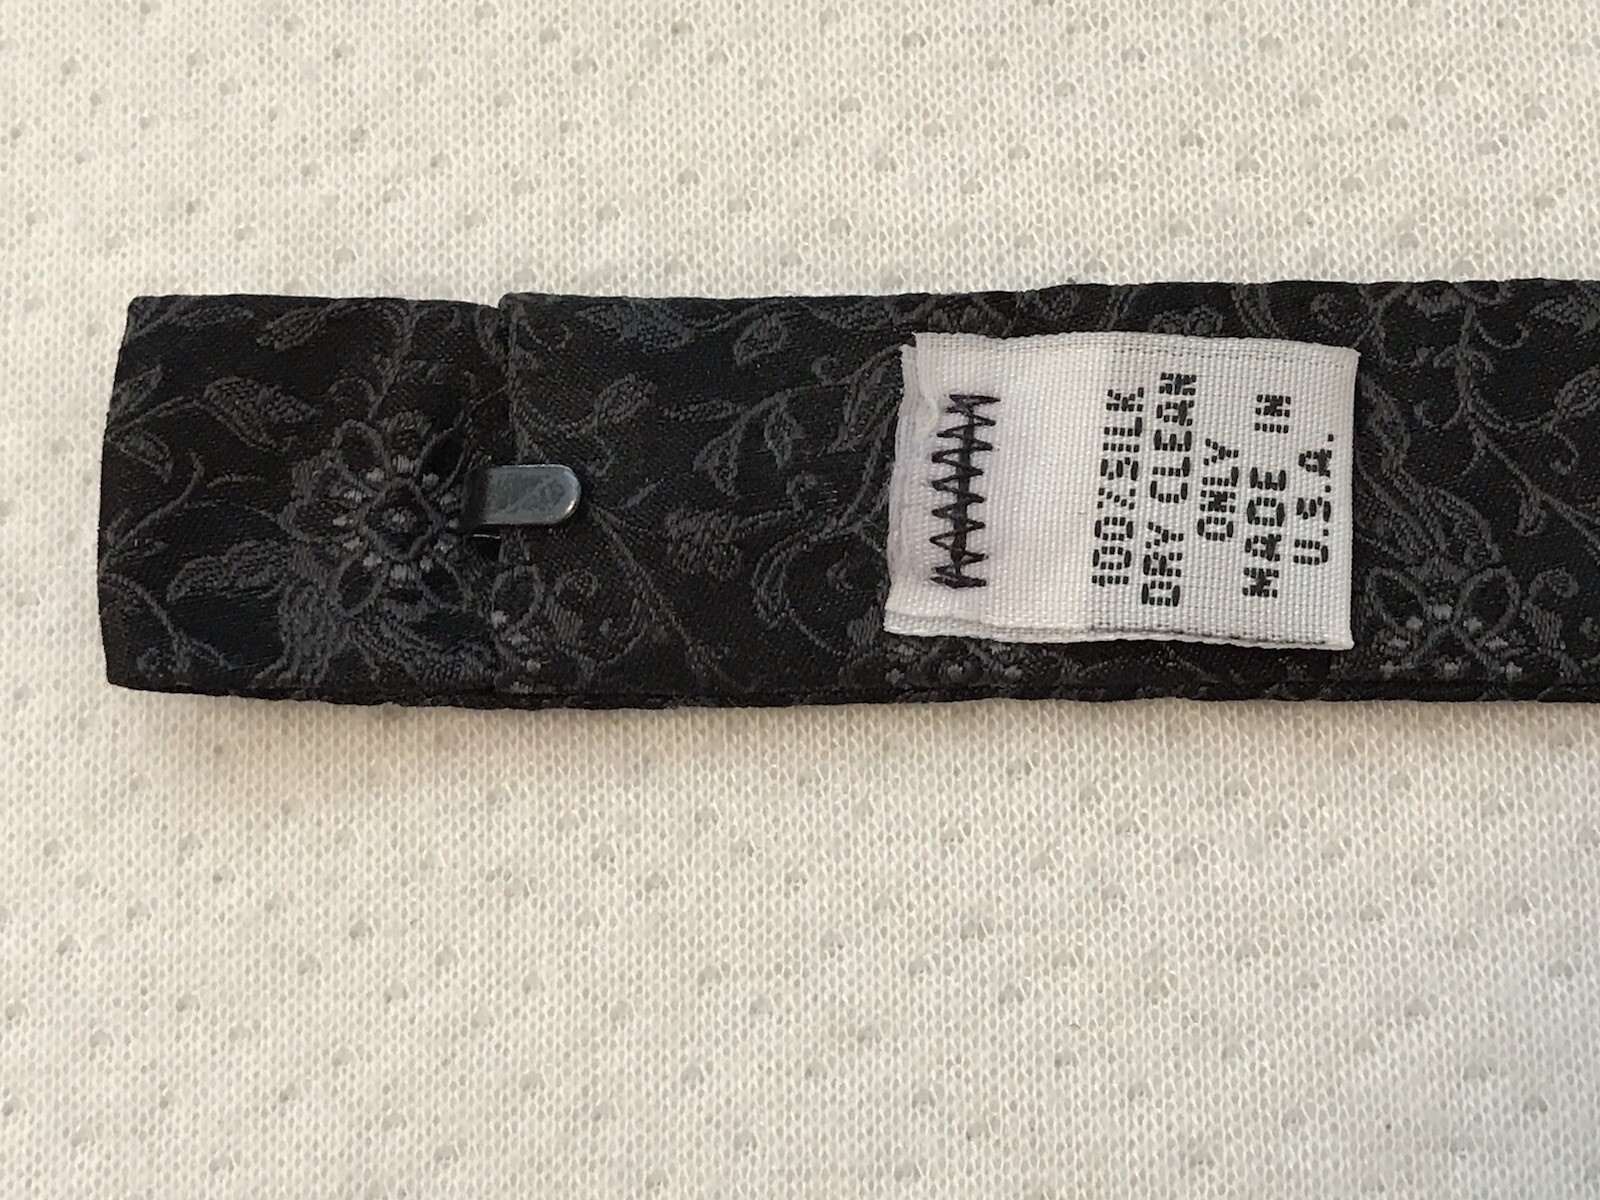 100%SILK
DRY CLEAN
ONLY
MADE IN
U.S.A.